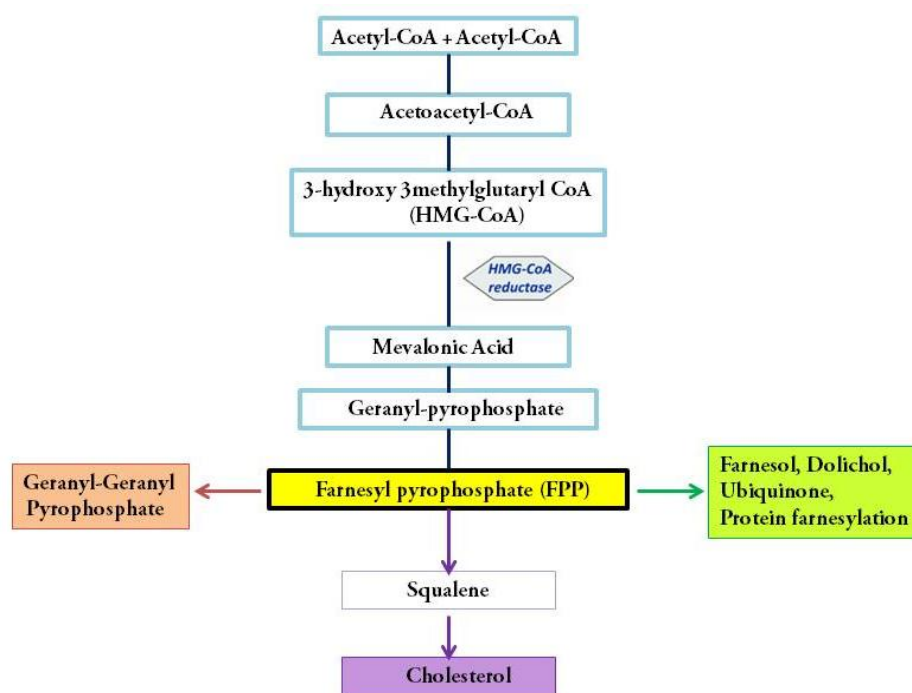 Acetyl-CoA + Acetyl-CoA
Acetoacetyl-CoA
3-hydroxy 3methylglutaryl CoA
(HMG-CoA)
HMG-CoA
reductase
Mevalonic Acid
Geranyl-pyrophosphate
Geranyl-Geranyl
Pyrophosphate
Farnesyl pyrophosphate (FPP)
Farnesol, Dolichol,
Ubiquinone,
Protein farnesylation
Squalene
Cholesterol